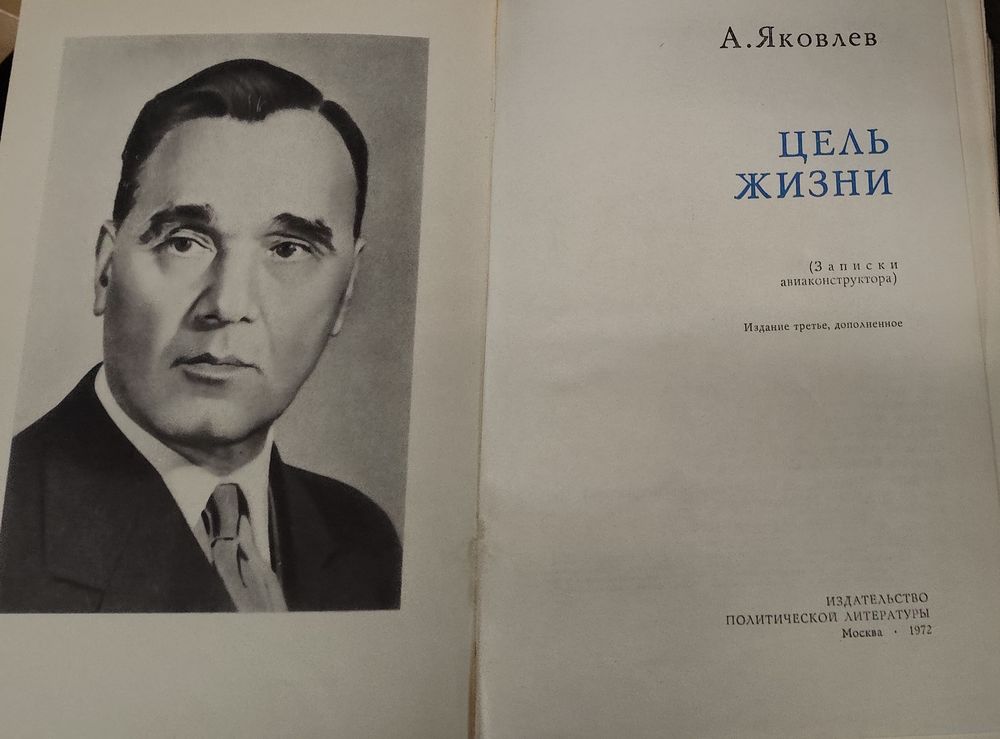 А.Яковлев
ЦЕЛЬ
ЖИЗНИ
(Записки
авиаконструктора)
Издание третье, дополненное
ИЗДАТЕЛЬСТВО
ПОЛИТИЧЕСКОЙ ЛИТЕРАТУРЫ
Москва · 1972